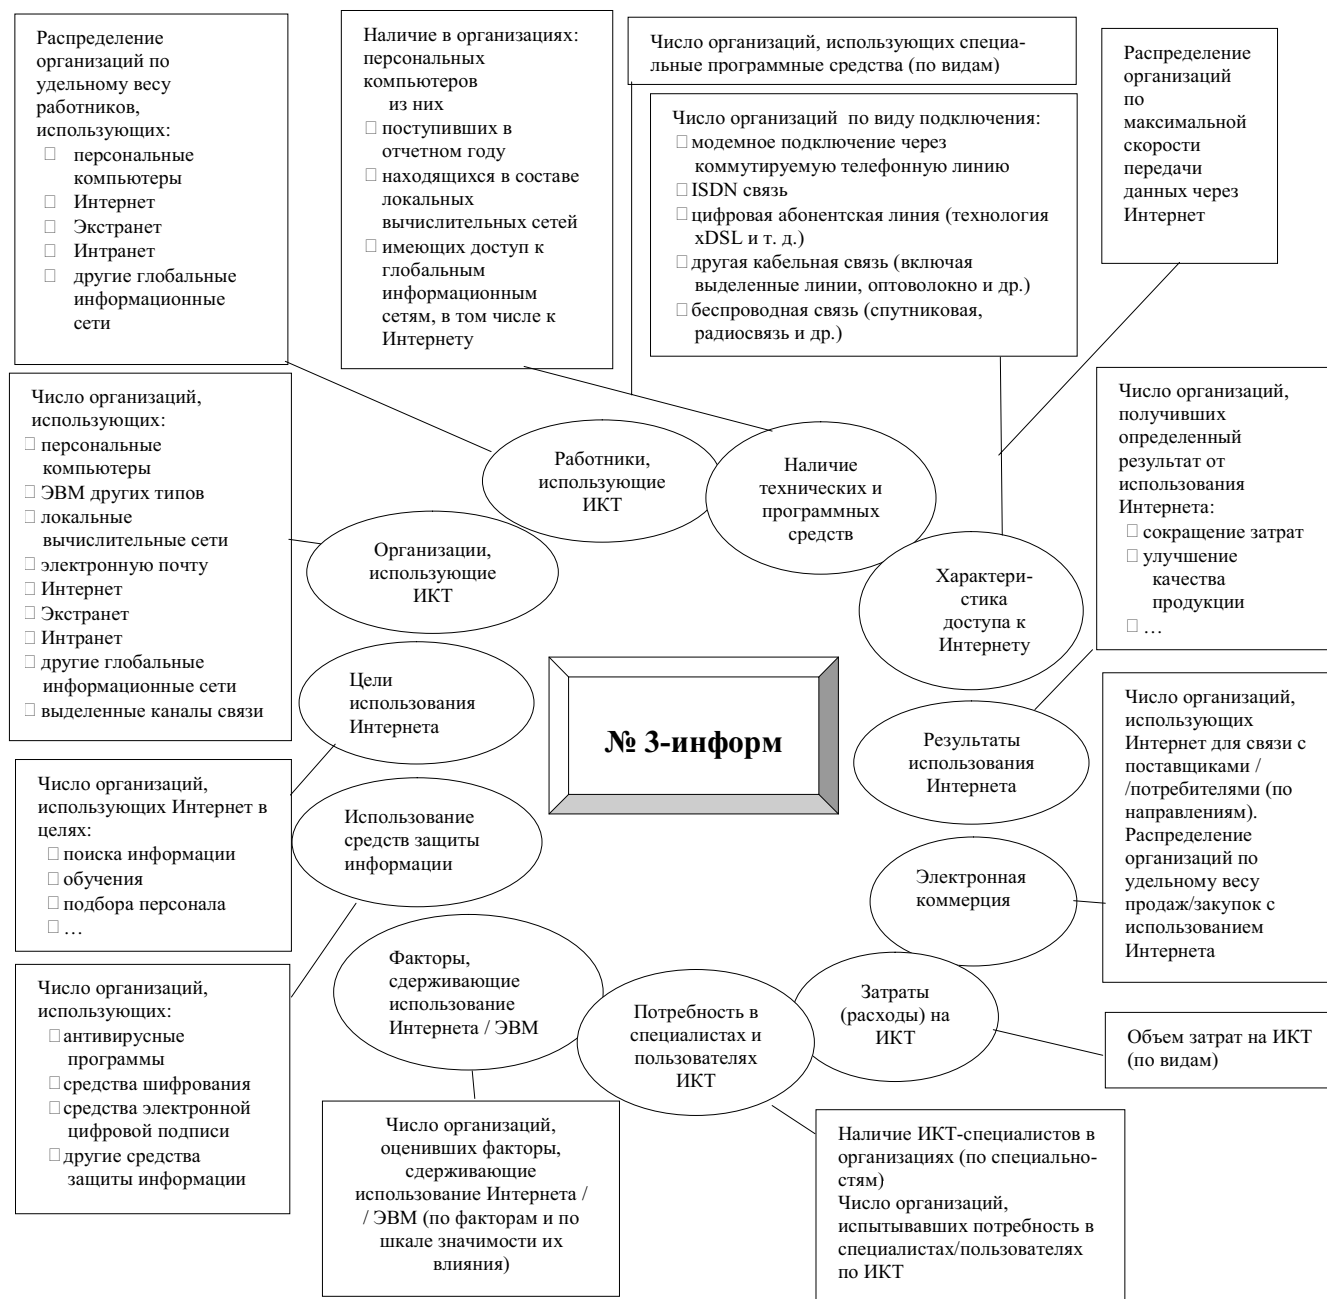 Распределение
организаций по
удельному весу
работников,
использующих:
персональные
компьютеры
Интернет
Экстранет
Интранет
другие глобальные
информационные
сети
Наличие в организациях:
персональных
компьютеров
из них
поступивших в
отчетном году
находящихся в составе
локальных
вычислительных сетей
имеющих доступ к
глобальным
информационным
сетям, в том числе к
Интернету
Число организаций, использующих специа-
льные программные средства (по видам)
Число организаций по виду подключения:
модемное подключение через
коммутируемую телефонную линию
ISDN связь
цифровая абонентская линия (технология
xDSL и т. д.)
другая кабельная связь (включая
выделенные линии, оптоволокно и др.)
беспроводная связь (спутниковая,
радиосвязь и др.)
Распределение
организаций
по
максимальной
скорости
передачи
данных через
Интернет
Число организаций,
использующих:
персональные
компьютеры
ЭВМ других типов
локальные
вычислительные сети
электронную почту
Интернет
Экстранет
Интранет
другие глобальные
информационные сети
выделенные каналы связи
Работники,
использующие
ИКТ
Наличие
технических и
программных
средств
Организации,
использующие
ИКТ
Характери-
стика
доступа к
Интернету
Число организаций,
получивших
определенный
результат от
использования
Интернета:
сокращение затрат
улучшение
качества
продукции
…
Цели
использования
Интернета
№ 3-информ
Результаты
использования
Интернета
Число организаций,
использующих
Интернет для связи с
поставщиками /
/потребителями (по
направлениям).
Распределение
организаций по
удельному весу
продаж/закупок с
использованием
Интернета
Число организаций,
использующих Интернет в
целях:
поиска информации
обучения
подбора персонала
…
Использование
средств защиты
информации
Электронная
коммерция
Число организаций,
использующих:
антивирусные
программы
средства шифрования
средства электронной
цифровой подписи
другие средства
защиты информации
Факторы,
сдерживающие
использование
Интернета / ЭВМ
Потребность в
специалистах и
пользователях
ИКТ
Затраты
(расходы) на
ИКТ
Объем затрат на ИКТ
(по видам)
Число организаций,
оценивших факторы,
сдерживающие
использование Интернета /
/ ЭВМ (по факторам и по
шкале значимости их
влияния)
Наличие ИКТ-специалистов в
организациях (по специально-
стям)
Число организаций,
испытывавших потребность в
специалистах/пользователях
по ИКТ